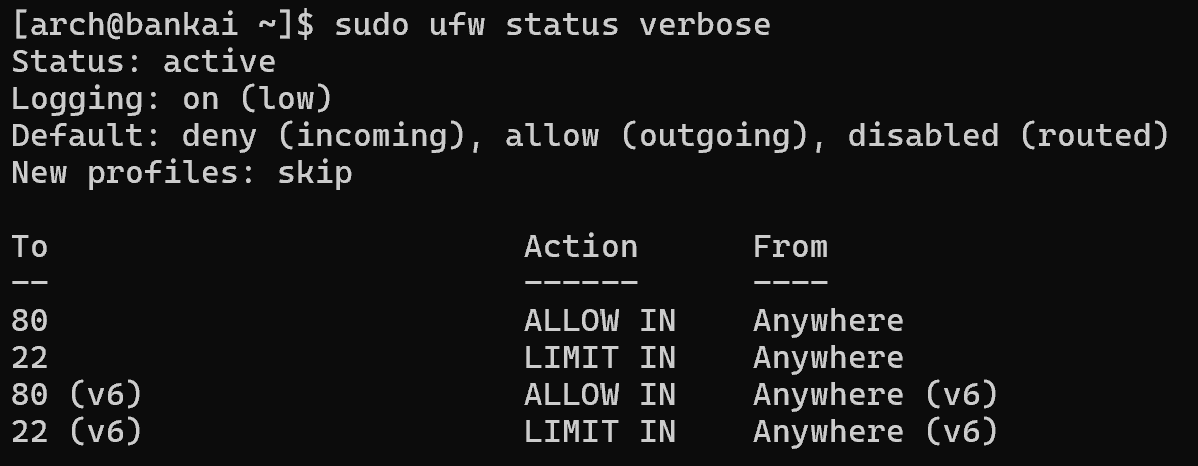 [arch@bankai ~]$ sudo ufw status verbose
Status: active
Logging: on (low)
Default: deny (incoming), allow (outgoing), disabled (routed)
New profiles: skip

To                         Action      From
--                         ------      ----
80                         ALLOW IN    Anywhere
22                         LIMIT IN    Anywhere
80 (v6)                    ALLOW IN    Anywhere (v6)
22 (v6)                    LIMIT IN    Anywhere (v6)